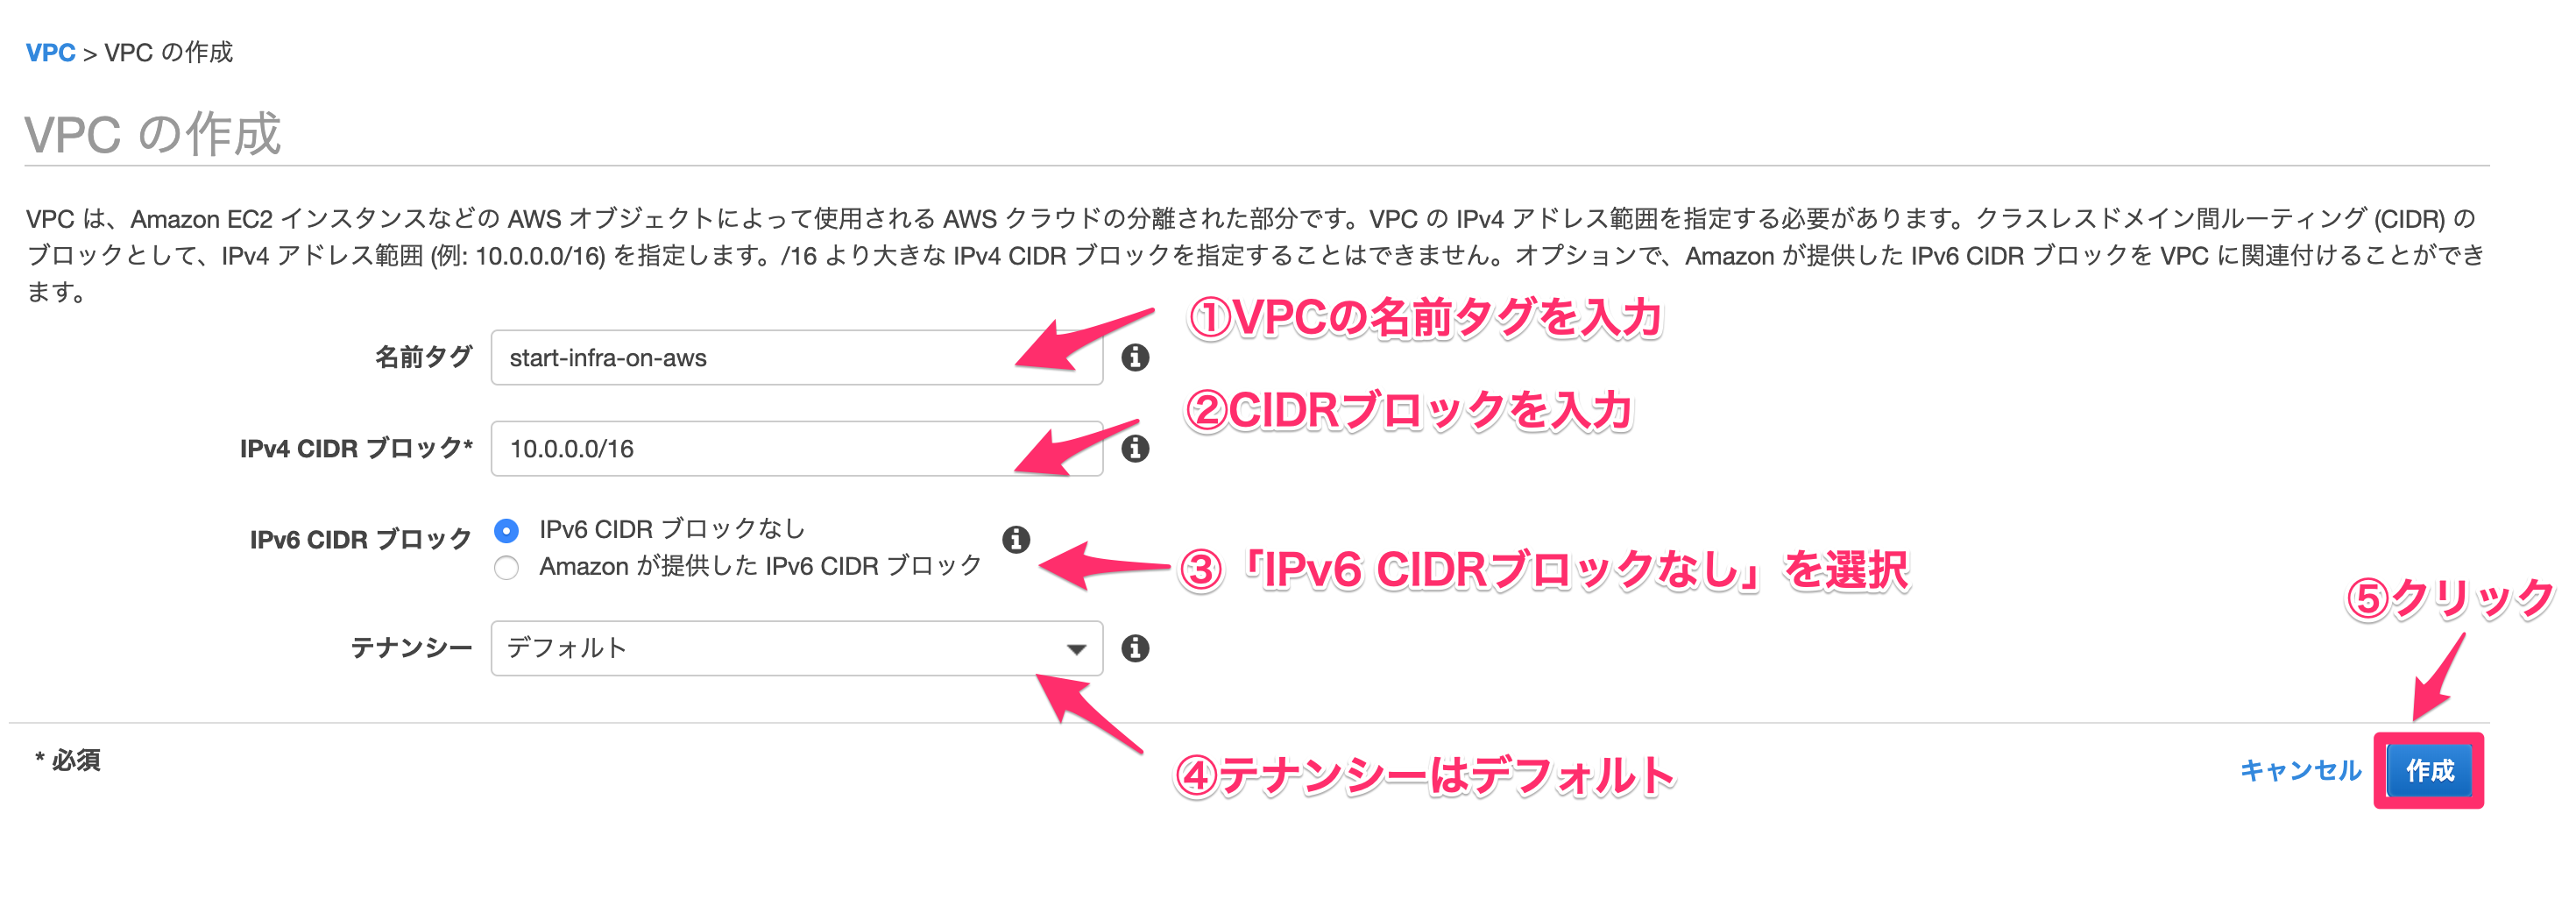 VPC > VPC の作成
VPC の作成
VPC は、Amazon EC2 インスタンスなどの AWS オブジェクトによって使用される AWS クラウドの分離された部分です。VPC の IPv4 アドレス範囲を指定する必要があります。クラスレスドメイン間ルーティング (CIDR) の
ブロックとして、IPv4 アドレス範囲 (例: 10.0.0.0/16) を指定します。/16 より大きな IPv4 CIDR ブロックを指定することはできません。オプションで、Amazon が提供した IPv6 CIDR ブロックを VPC に関連付けることができ
ます。
①VPCの名前タグを入力
名前タグ start-infra-on-aws
②CIDRブロックを入力
IPv4 CIDR ブロック* 10.0.0.0/16
IPv6 CIDR ブロック IPv6 CIDR ブロックなし
Amazon が提供した IPv6 CIDR ブロック
③「IPv6 CIDRブロックなし」を選択
⑤クリック
テナンシー デフォルト
④テナンシーはデフォルト
* 必須
キャンセル 作成